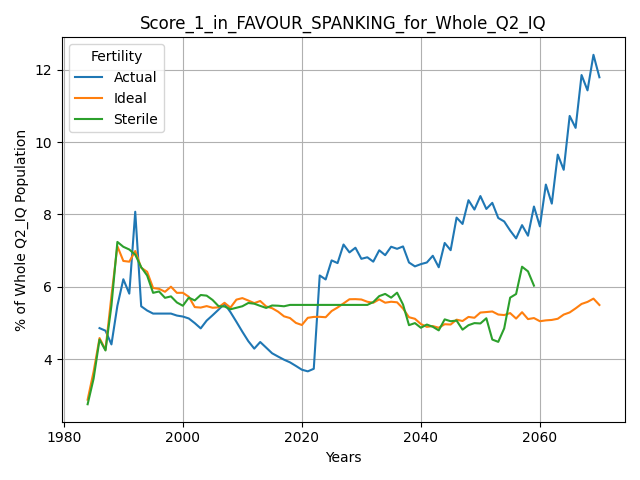 Score_1_in_FAVOUR_SPANKING_for_Whole_Q2_IQ
Fertility
Actual
Ideal
Sterile
% of Whole Q2_IQ Population
12
10
8
6
4
1980
2000
2020
2040
2060
Years